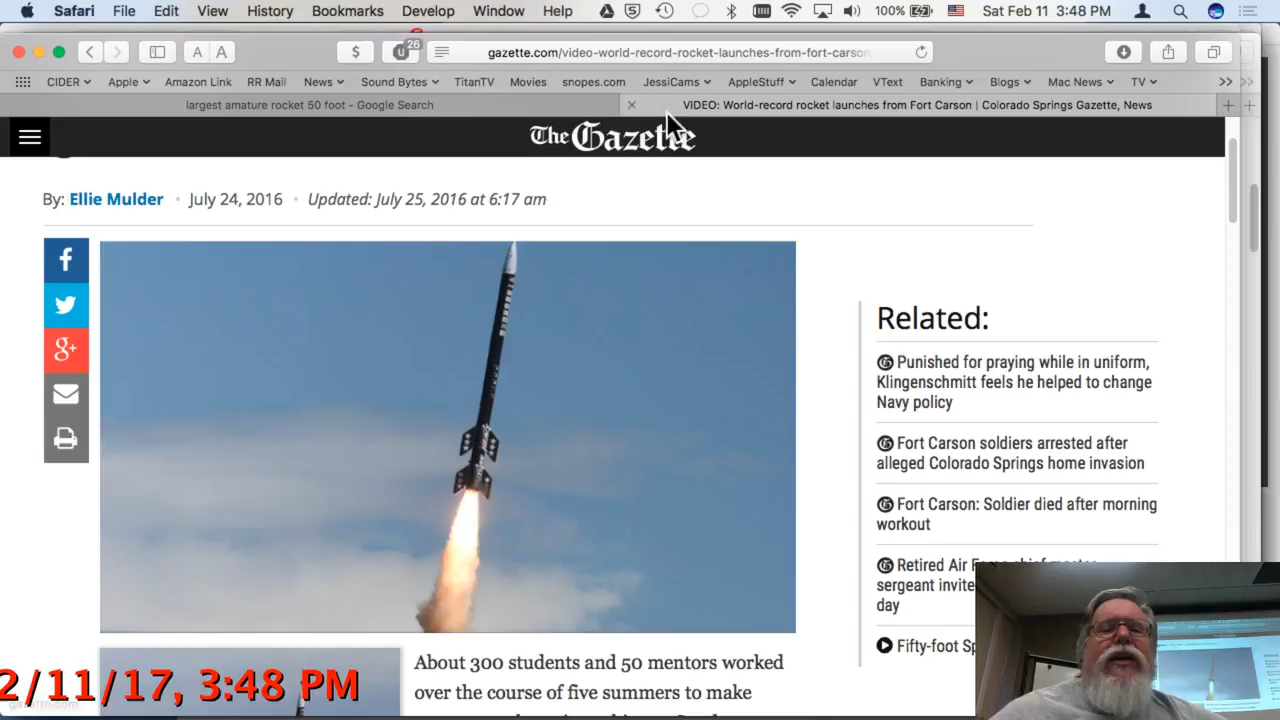 Safari File Edit View History Bookmarks Develop Window Help 100% Sat Feb 11 3:48 PM
A A $ 26 gazette.com/video-world-record-rocket-launches-from-fort-carson
CIDER Apple Amazon Link RR Mail News Sound Bytes TitanTV Movies snopes.com JessiCams AppleStuff Calendar VText Banking Blogs Mac News TV
largest amature rocket 50 foot - Google Search
VIDEO: World-record rocket launches from Fort Carson | Colorado Springs Gazette, News
The Gazette
By: Ellie Mulder • July 24, 2016 • Updated: July 25, 2016 at 6:17 am
Related:
Punished for praying while in uniform,
Klingenschmitt feels he helped to change
Navy policy
Fort Carson soldiers arrested after
alleged Colorado Springs home invasion
Fort Carson: Soldier died after morning
workout
Retired Air
sergeant
day
Fifty-foot
About 300 students and 50 mentors worked
over the course of five summers to make
2/11/17, 3:48 PM